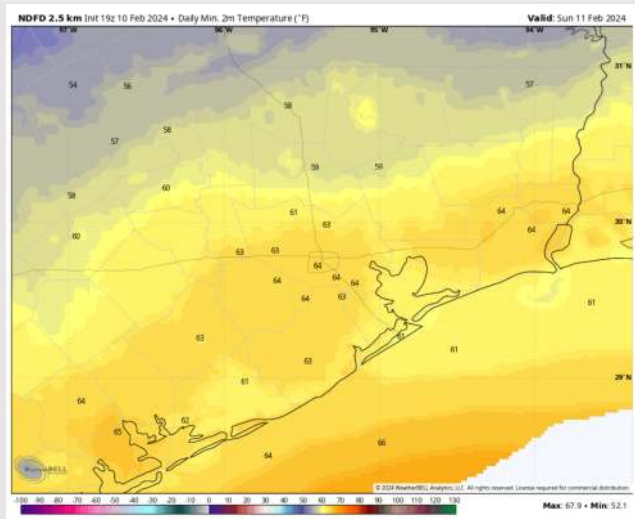 NDFD 2.5 km Init 19z 10 Feb 2024 • Daily Min. 2m Temperature (°F) Valid: Sun 11 Feb 2024
97°W 96°W 95°W 94°W
31°N
54 56 57
58
58
57
59 59
58 60
61 64 64
63 30°N
60 64
63 63
64
64 64 64
64 63 61
63
61
63
29°N
61
64
62
65
66
64
WeatherBELL
© 2024 WeatherBELL Analytics, LLC. All rights reserved. License required for commercial distribution.
-100 -90 -80 -70 -60 -50 -40 -30 -20 -10 0 10 20 30 40 50 60 70 80 90 100 110 120 130
Max: 67.9 • Min: 52.1